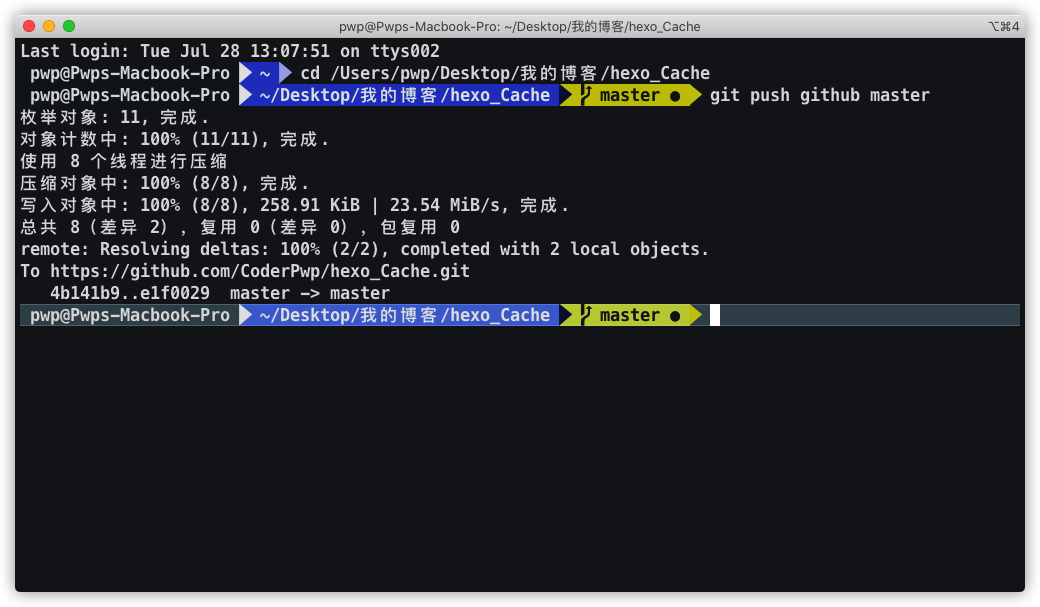 pwp@Pwps-Macbook-Pro: ~/Desktop/我的博客/hexo_Cache ⌥⌘4
Last login: Tue Jul 28 13:07:51 on ttys002
pwp@Pwps-Macbook-Pro ~ cd /Users/pwp/Desktop/我的博客/hexo_Cache
pwp@Pwps-Macbook-Pro ~/Desktop/我的博客/hexo_Cache master ● git push github master
枚举对象: 11, 完成.
对象计数中: 100% (11/11), 完成.
使用 8 个线程进行压缩
压缩对象中: 100% (8/8), 完成.
写入对象中: 100% (8/8), 258.91 KiB | 23.54 MiB/s, 完成.
总共 8（差异 2），复用 0（差异 0），包复用 0
remote: Resolving deltas: 100% (2/2), completed with 2 local objects.
To https://github.com/CoderPwp/hexo_Cache.git
4b141b9..e1f0029 master -> master
pwp@Pwps-Macbook-Pro ~/Desktop/我的博客/hexo_Cache master ●